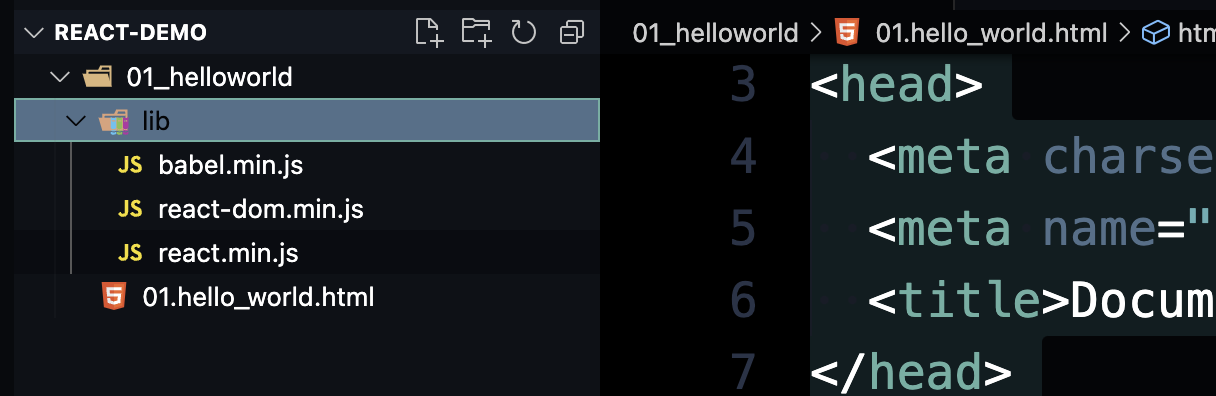 REACT-DEMO
01_helloworld
lib
JS babel.min.js
JS react-dom.min.js
JS react.min.js
01.hello_world.html
01_helloworld > 01.hello_world.html > htm
3 <head>
4 <meta charse
5 <meta name="
6 <title>Docum
7 </head>